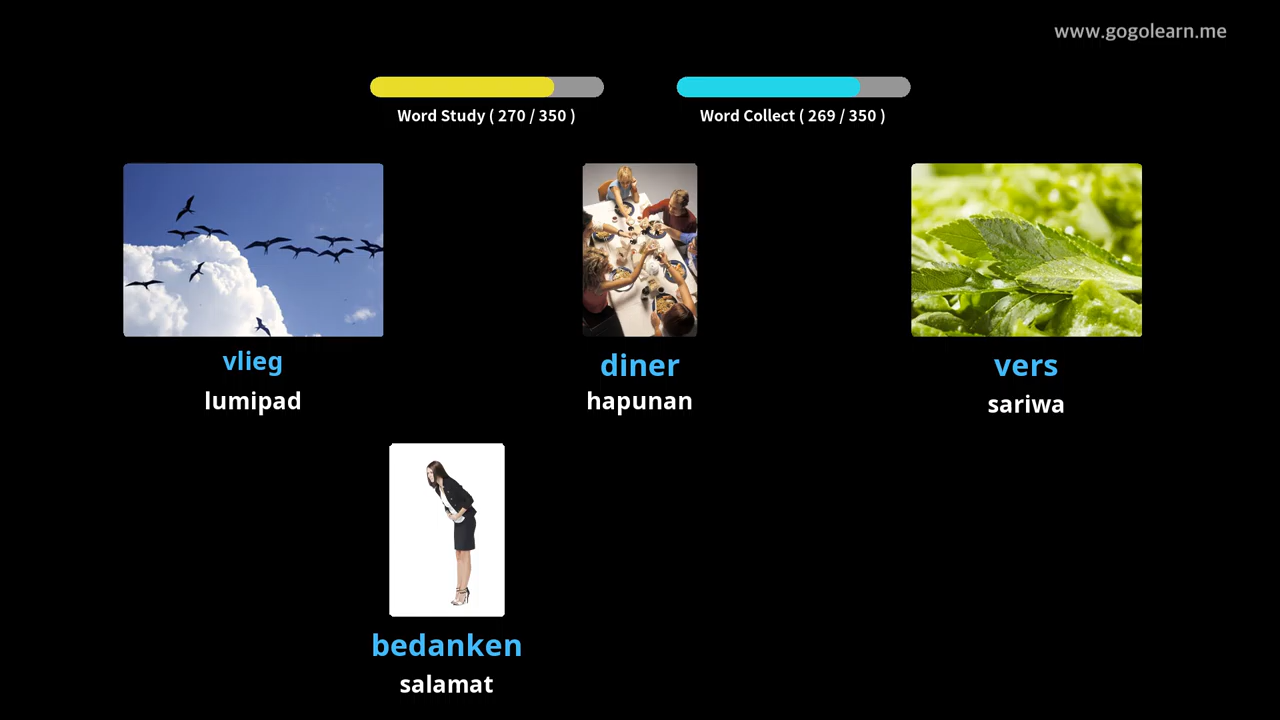 www.gogolearn.me
Word Study ( 270 / 350 )
Word Collect ( 269 / 350 )
vlieg
lumipad
diner
hapunan
vers
sariwa
bedanken
salamat